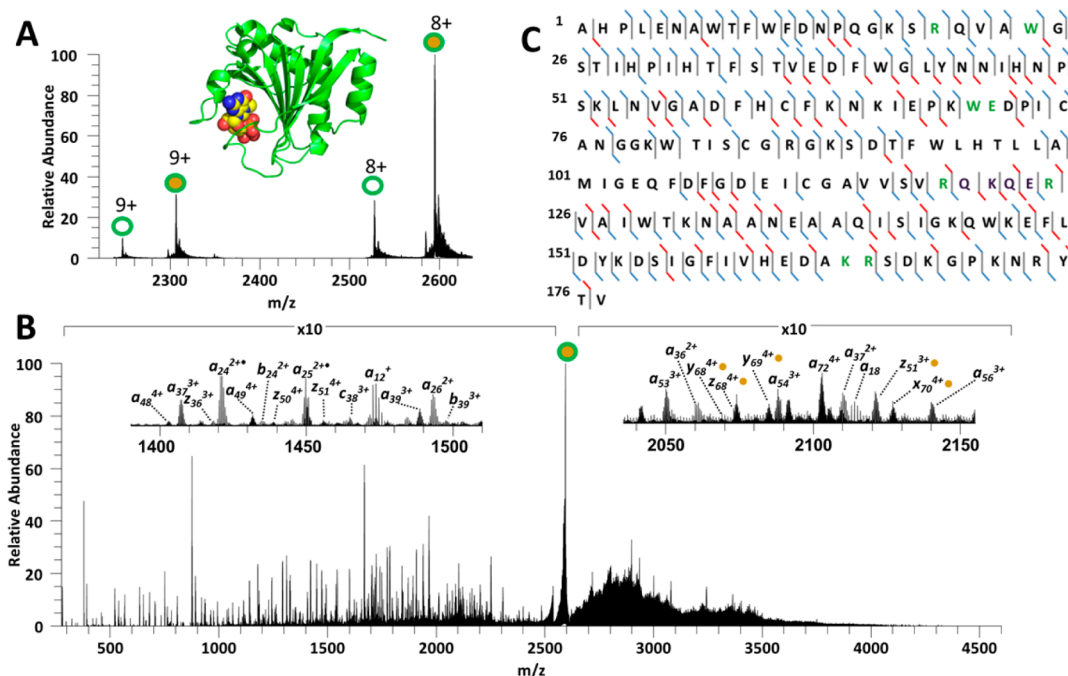 A
8+
100
80
60
40
20
0
Relative Abundance
9+
9+
8+
2300
2400
2500
2600
m/z
C
1 A H P L E N A W T F W F D N P Q G K S R Q V A W G
26 S T I H P I H T F S T V E D F W G L Y N N I H N P
51 S K L N V G A D F H C F K N K I E P K W E D P I C
76 A N G G K W T I S C G R G K S D T F W L H T L L A
101 M I G E Q F D F G D E I C G A V V S V R Q K Q E R
126 V A I W T K N A A N E A A Q I S I G K Q W K E F L
151 D Y K D S I G F I V H E D A K R S D K G P K N R Y
176 T V
B
x10
x10
a48 4+
a37 3+
z36 3+
a24 2+•
a49 4+
b24 2+
z50 4+
a25 2+•
z51 4+
c38 3+
a12 +
a39 3+
a26 2+
b39 3+
1400
1450
1500
a53 3+
a36 2+
y68 4+
z68 4+
y69 4+
a54 3+
a72 4+
a37 2+
a18
z51 3+
x70 4+
a56 3+
2050
2100
2150
100
80
60
40
20
0
Relative Abundance
500
1000
1500
2000
2500
3000
3500
4000
4500
m/z